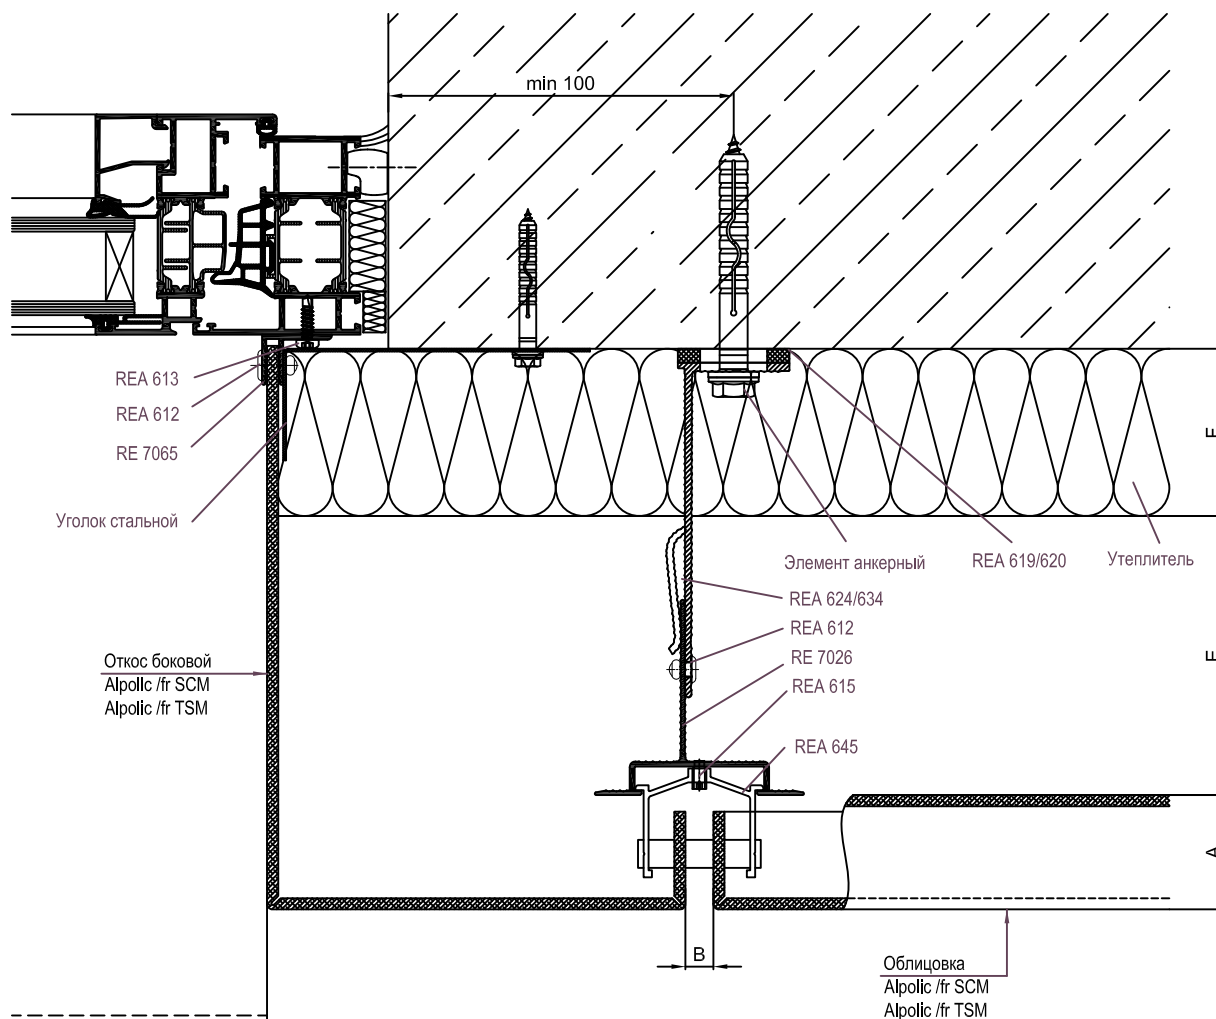 min 100
REA 613
REA 612
RE 7065
Уголок стальной
Элемент анкерный
REA 619/620
Утеплитель
REA 624/634
REA 612
RE 7026
REA 615
REA 645
Откос боковой
Alpolic /fr SCM
Alpolic /fr TSM
B
Облицовка
Alpolic /fr SCM
Alpolic /fr TSM